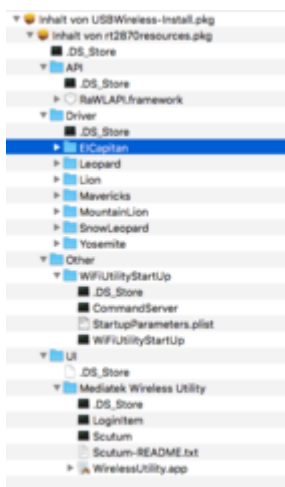 Inhalt von USBWireless-Install.pkg
Inhalt von rt2870resources.pkg
.DS_Store
API
.DS_Store
RaWLAPI.framework
Driver
.DS_Store
ElCapitan
Leopard
Lion
Mavericks
MountainLion
SnowLeopard
Yosemite
Other
WiFiUtilityStartUp
.DS_Store
CommandServer
StartupParameters.plist
WiFiUtilityStartUp
UI
.DS_Store
Mediatek Wireless Utility
.DS_Store
LoginItem
Scutum
Scutum-README.txt
WirelessUtility.app